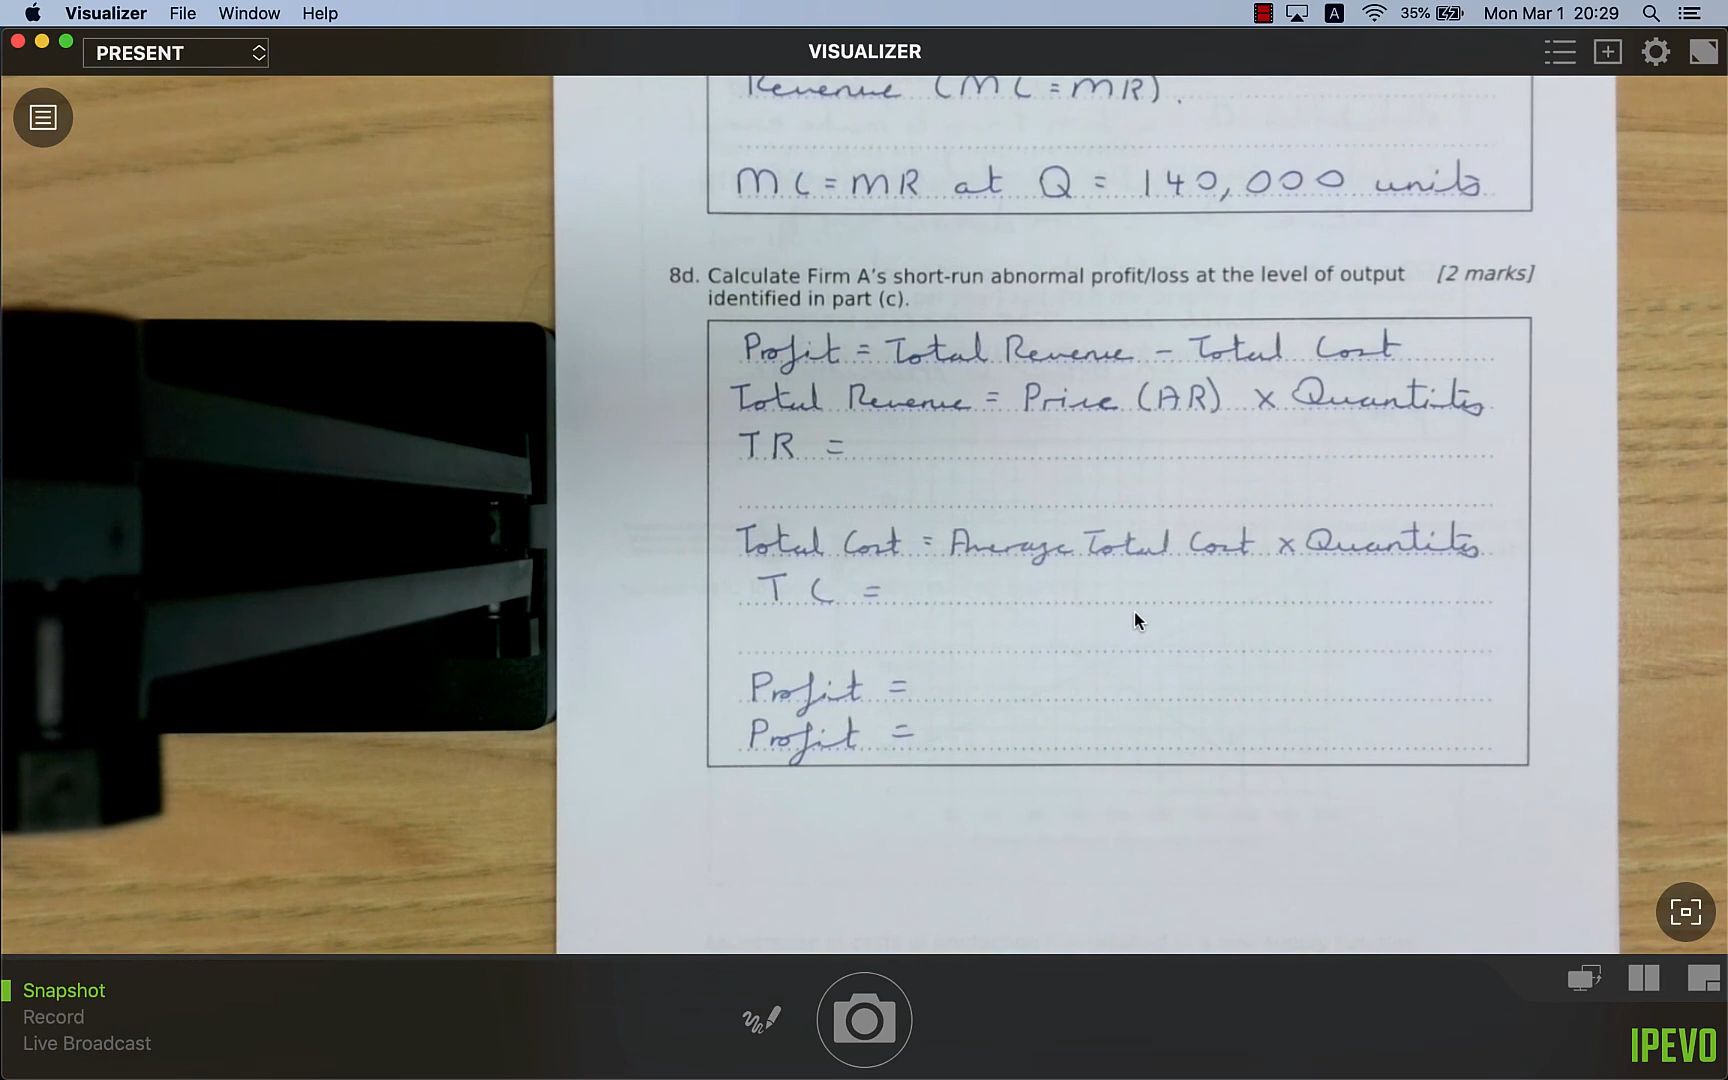 Visualizer File Window Help
A 35% Mon Mar 1 20:29
PRESENT
VISUALIZER
Revenue (MC = MR).
MC = MR at Q = 140,000 units
8d. Calculate Firm A's short-run abnormal profit/loss at the level of output [2 marks]
identified in part (c).
Profit = Total Revenue - Total Cost
Total Revenue = Price (AR) x Quantity
TR =
Total Cost = Average Total Cost x Quantity
TC =
Profit =
Profit =
Snapshot
Record
Live Broadcast
IPEVO